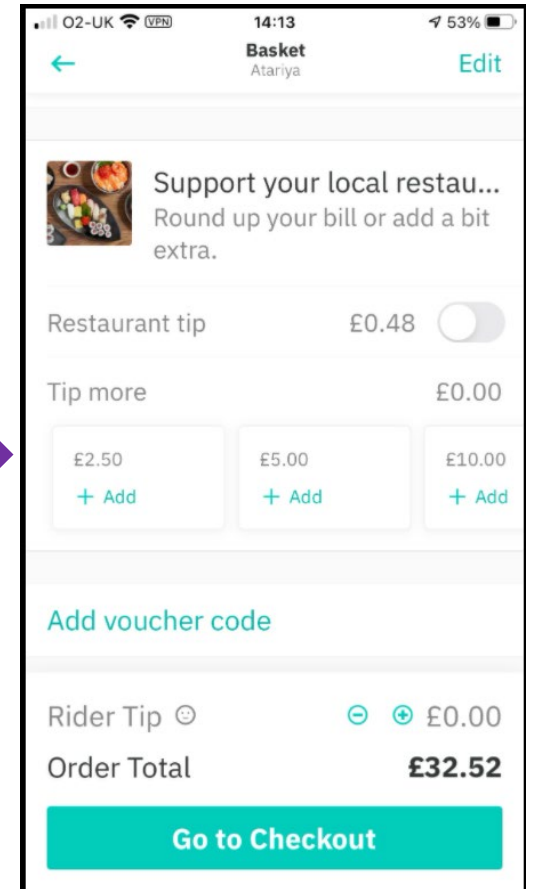 O2-UK VPN 14:13 53%
Basket
Atariya
Edit
Support your local restau...
Round up your bill or add a bit
extra.
Restaurant tip £0.48
Tip more £0.00
£2.50 £5.00 £10.00
+ Add + Add + Add
Add voucher code
Rider Tip £0.00
Order Total £32.52
Go to Checkout